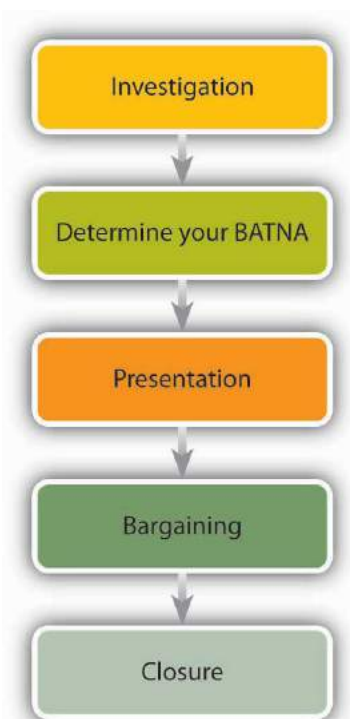 Investigation
Determine your BATNA
Presentation
Bargaining
Closure